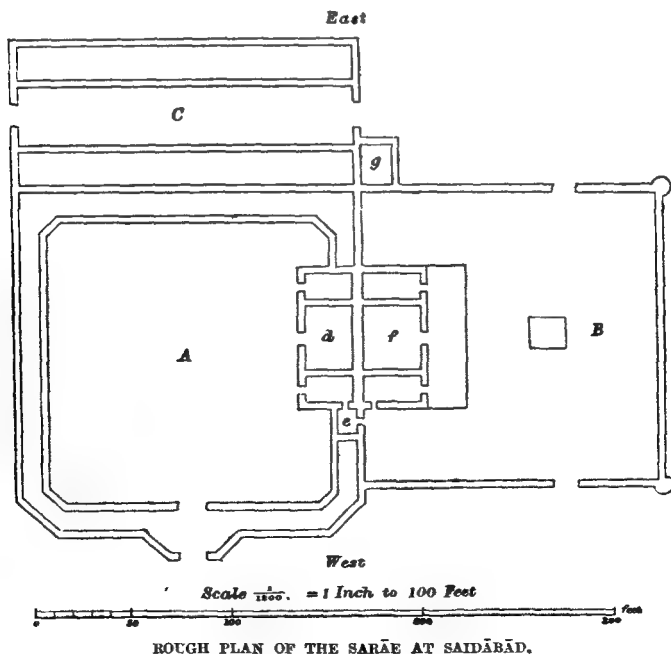 East
C
g
A
d
f
B
e
West
Scale 1/1200. = 1 Inch to 100 Feet
0 50 100 200 feet
ROUGH PLAN OF THE SARĀE AT SAIDĀBĀD.